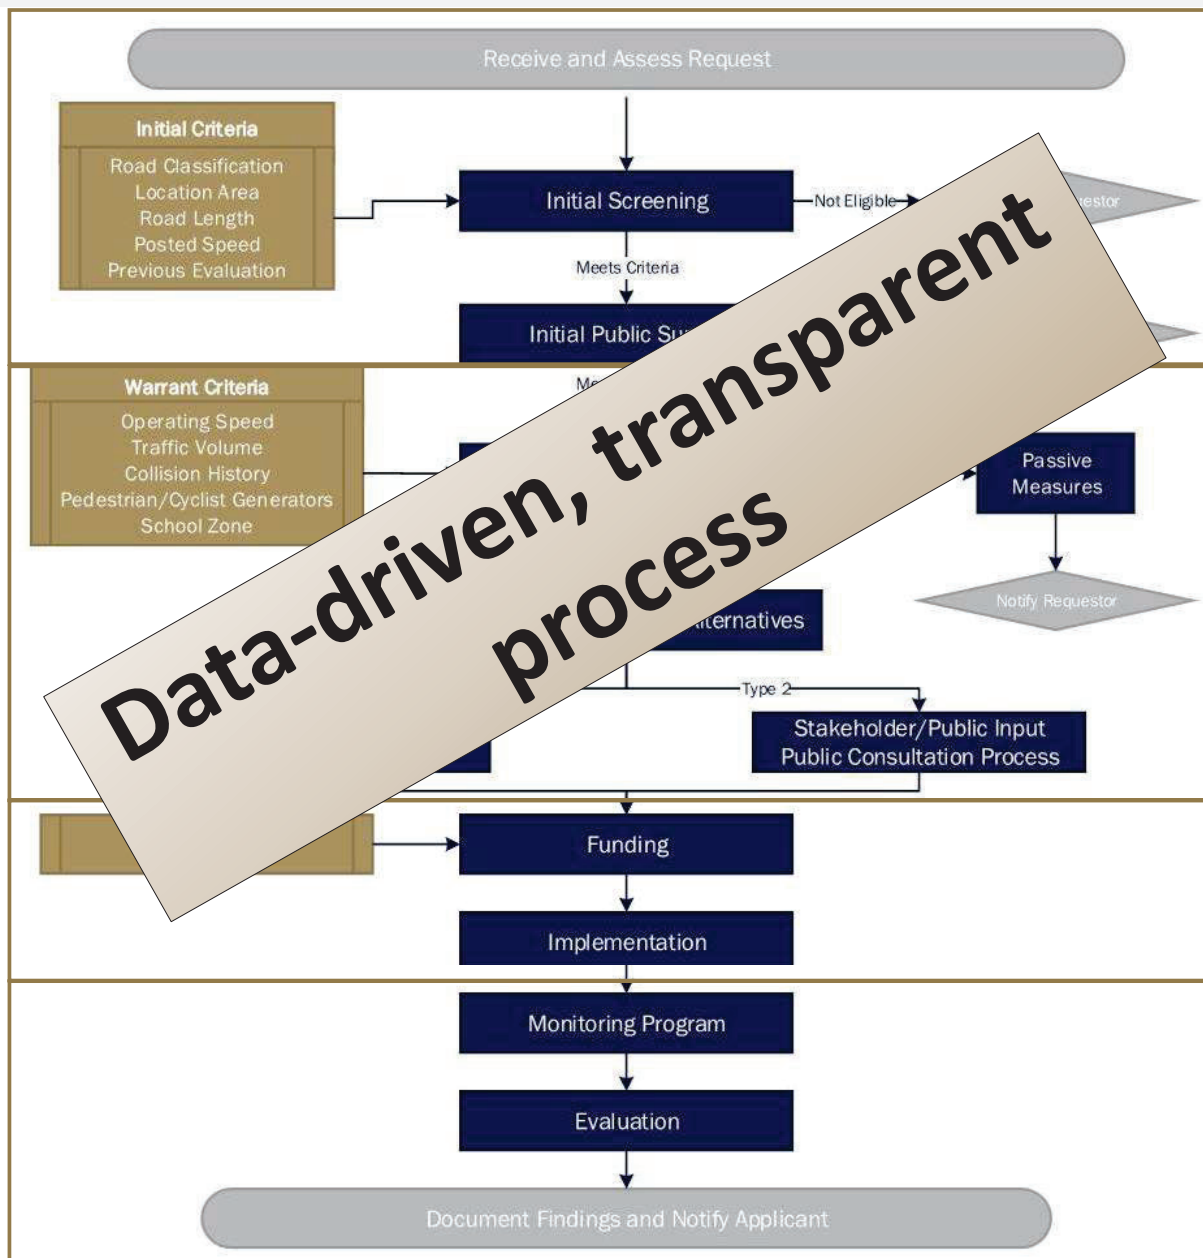 Receive and Assess Request
Initial Criteria
Road Classification
Location Area
Road Length
Posted Speed
Previous Evaluation
Initial Screening
Not Eligible
Meets Criteria
Initial Public
Warrant Criteria
Operating Speed
Traffic Volume
Collision History
Pedestrian/Cyclist Generators
School Zone
Passive
Measures
Notify Requestor
Data-driven, transparent
process
Type 2
Stakeholder/Public Input
Public Consultation Process
Funding
Implementation
Monitoring Program
Evaluation
Document Findings and Notify Applicant